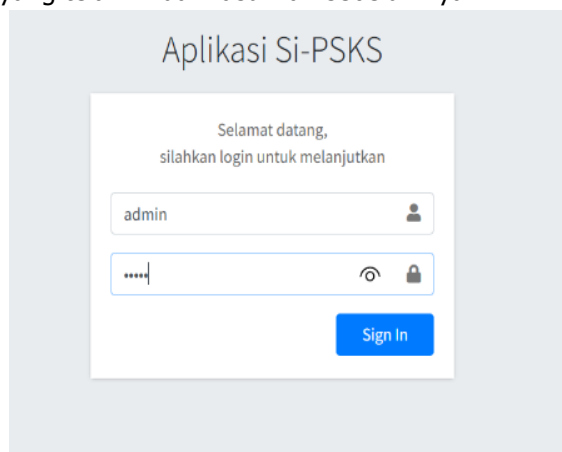 Aplikasi Si-PSKS
Selamat datang,
silahkan login untuk melanjutkan
admin
•••••
Sign In